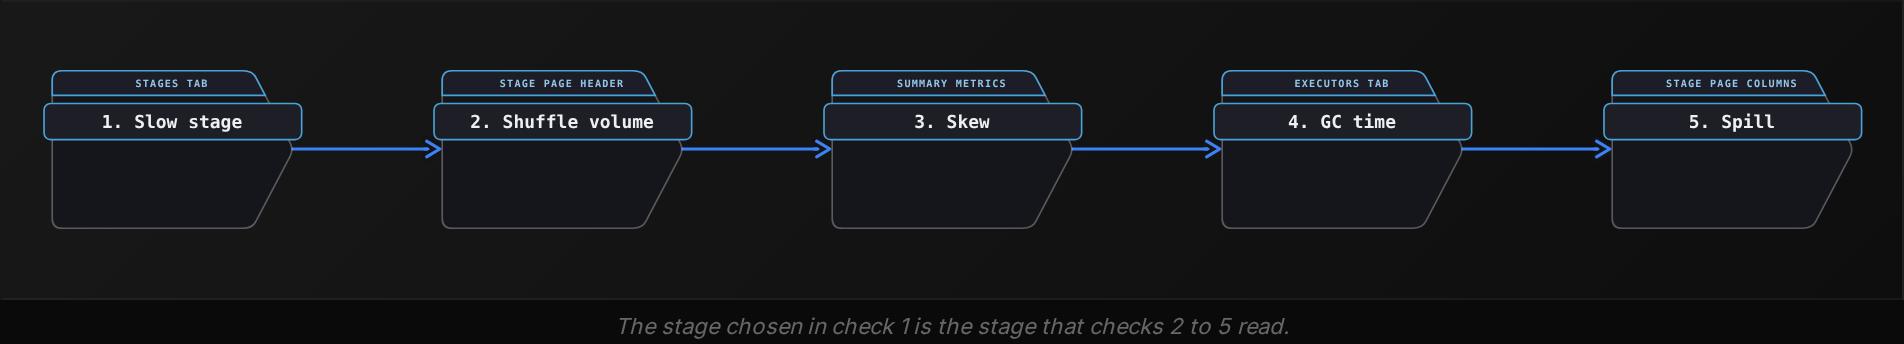 STAGES TAB
1. Slow stage
STAGE PAGE HEADER
2. Shuffle volume
SUMMARY METRICS
3. Skew
EXECUTORS TAB
4. GC time
STAGE PAGE COLUMNS
5. Spill
The stage chosen in check 1 is the stage that checks 2 to 5 read.